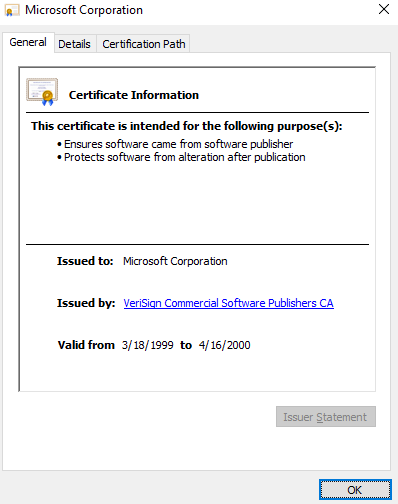 Microsoft Corporation
General Details Certification Path
Certificate Information
This certificate is intended for the following purpose(s):
• Ensures software came from software publisher
• Protects software from alteration after publication
Issued to: Microsoft Corporation
Issued by: VeriSign Commercial Software Publishers CA
Valid from 3/18/1999 to 4/16/2000
Issuer Statement
OK